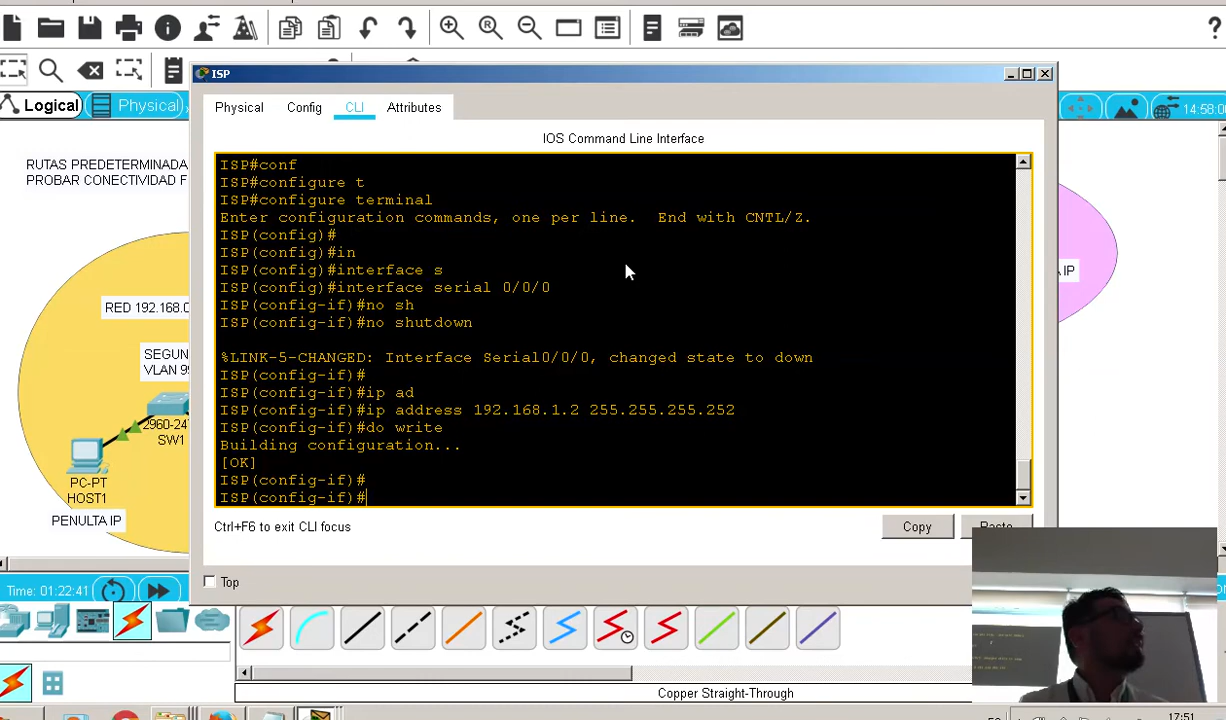 ?
Logical
Physical
14:58:0
ISP
Physical
Config
CLI
Attributes
IOS Command Line Interface
RUTAS PREDETERMINADA
PROBAR CONECTIVIDAD F
RED 192.168.0
SEGUN
VLAN 99
2960-24
SW1
PC-PT
HOST1
PENULTA IP
IP
ISP#conf
ISP#configure t
ISP#configure terminal
Enter configuration commands, one per line.  End with CNTL/Z.
ISP(config)#
ISP(config)#in
ISP(config)#interface s
ISP(config)#interface serial 0/0/0
ISP(config-if)#no sh
ISP(config-if)#no shutdown
%LINK-5-CHANGED: Interface Serial0/0/0, changed state to down
ISP(config-if)#
ISP(config-if)#ip ad
ISP(config-if)#ip address 192.168.1.2 255.255.255.252
ISP(config-if)#do write
Building configuration...
[OK]
ISP(config-if)#
ISP(config-if)#
Ctrl+F6 to exit CLI focus
Copy
Paste
Top
Time: 01:22:41
Copper Straight-Through
17:51